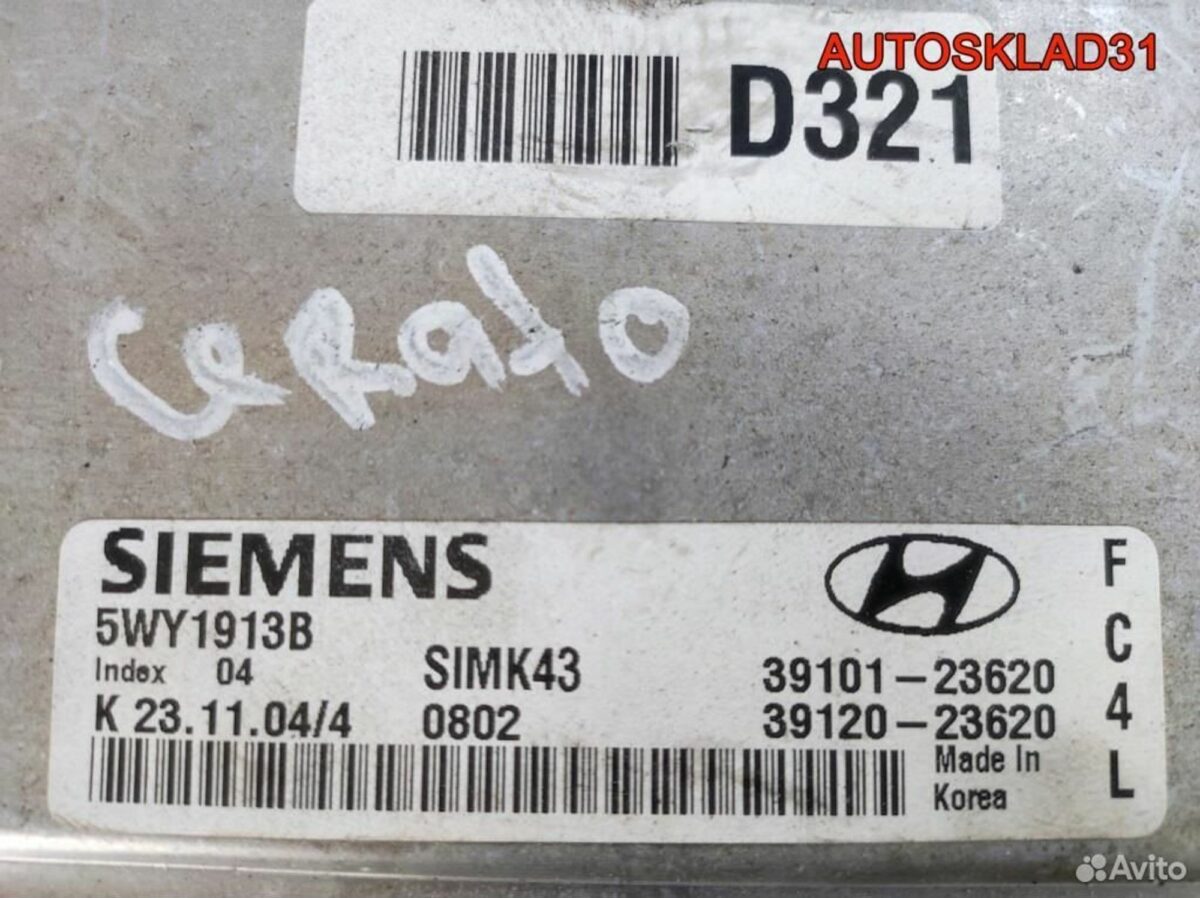 AUTOSKLAD31
D321
CeRato
SIEMENS
5WY1913B
Index 04
SIMK43
39101-23620
K 23.11.04/4
0802
39120-23620
Made In
Korea
F
C
4
L
Avito